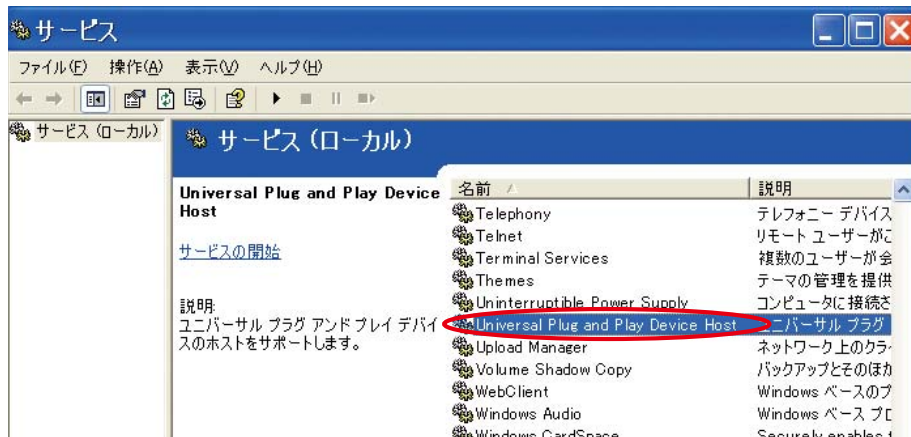 サービス
ファイル(F) 操作(A) 表示(V) ヘルプ(H)
サービス (ローカル)
サービス (ローカル)
Universal Plug and Play Device
Host
サービスの開始
説明:
ユニバーサル プラグ アンド プレイ デバイ
スのホストをサポートします。
名前 説明
Telephony テレフォニー デバイス
Telnet リモート ユーザーがこ
Terminal Services 複数のユーザーが会
Themes テーマの管理を提供
Uninterruptible Power Supply コンピュータに接続さ
Universal Plug and Play Device Host ユニバーサル プラグ
Upload Manager ネットワーク上のクライ
Volume Shadow Copy バックアップとそのほか
WebClient Windows ベースのプ
Windows Audio Windows ベース プロ
Windows CardSpace Securely enables t